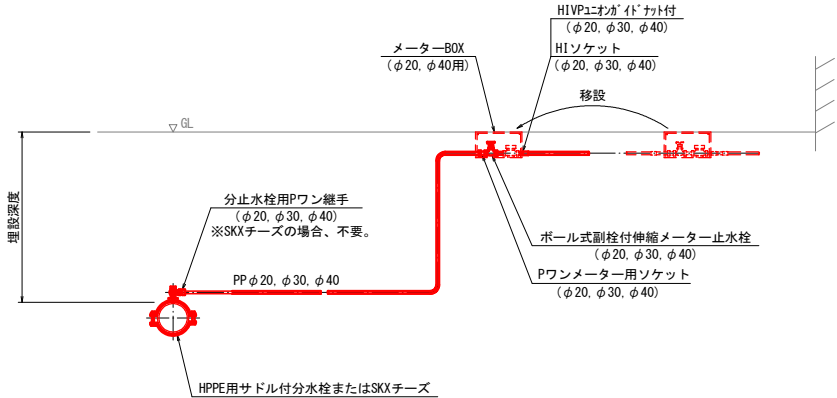 HIVPユニオンガイドナット付
(φ20, φ30, φ40)
メーターBOX
(φ20, φ40用)
HIソケット
(φ20, φ30, φ40)
移設
GL
埋設深度
分止水栓用Pワン継手
(φ20, φ30, φ40)
※SKXチーズの場合、不要。
ボール式副栓付伸縮メーター止水栓
(φ20, φ30, φ40)
PPφ20, φ30, φ40
Pワンメーター用ソケット
(φ20, φ30, φ40)
HPPE用サドル付分水栓またはSKXチーズ